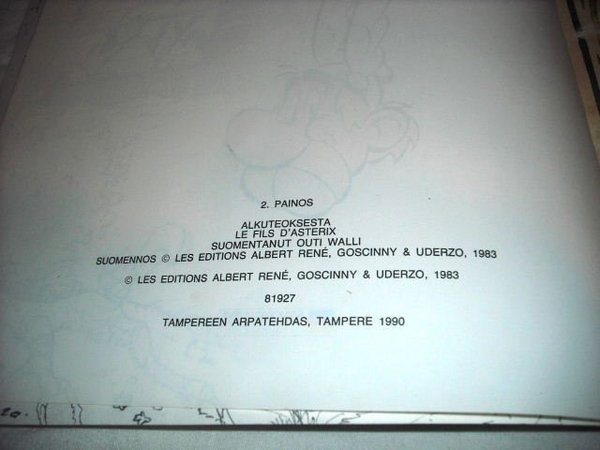 2. PAINOS
ALKUTEOKSESTA
LE FILS D'ASTERIX
SUOMENTANUT OUTI WALLI
SUOMENNOS © LES EDITIONS ALBERT RENÉ, GOSCINNY & UDERZO, 1983
© LES EDITIONS ALBERT RENÉ, GOSCINNY & UDERZO, 1983
81927
TAMPEREEN ARPATEHDAS, TAMPERE 1990